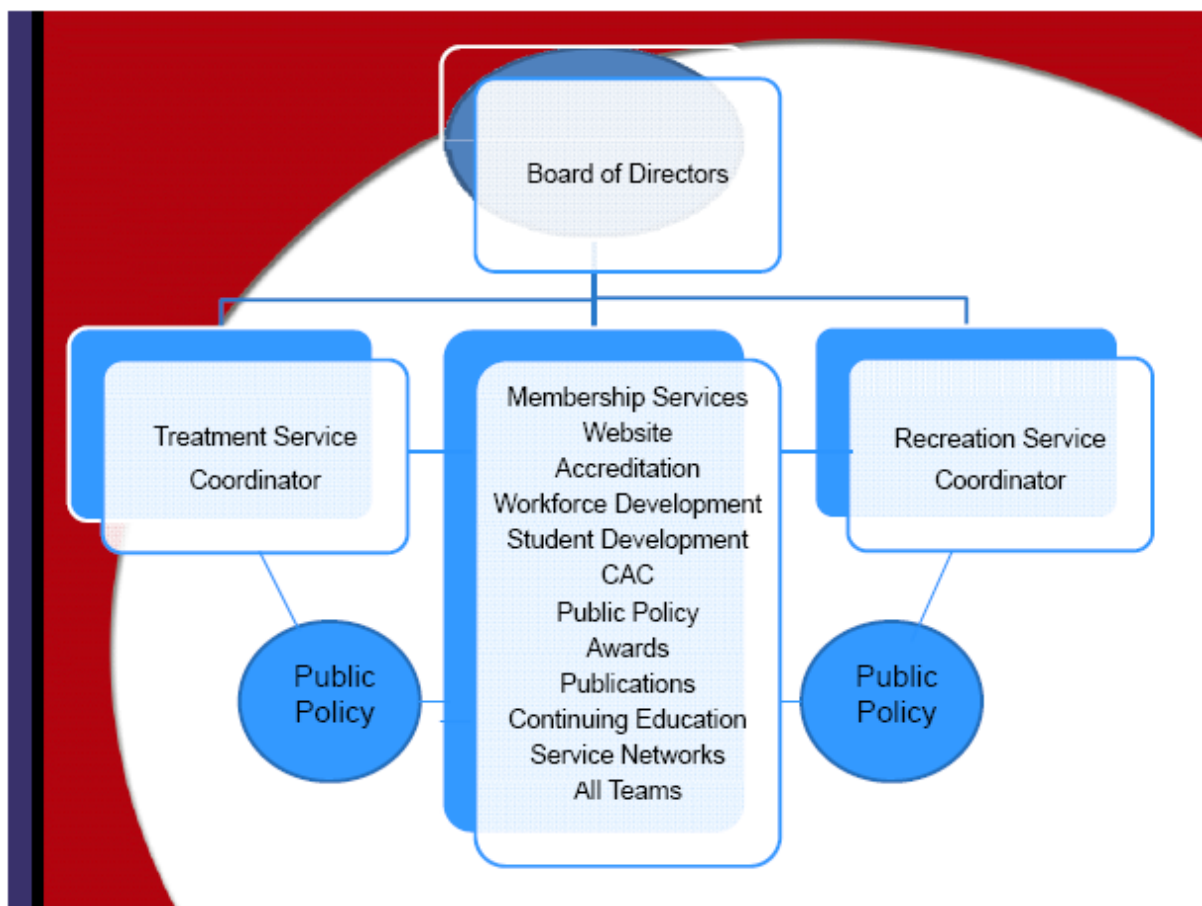 Board of Directors
Treatment Service
Coordinator
Membership Services
Website
Accreditation
Workforce Development
Student Development
CAC
Public Policy
Awards
Publications
Continuing Education
Service Networks
All Teams
Recreation Service
Coordinator
Public
Policy
Public
Policy